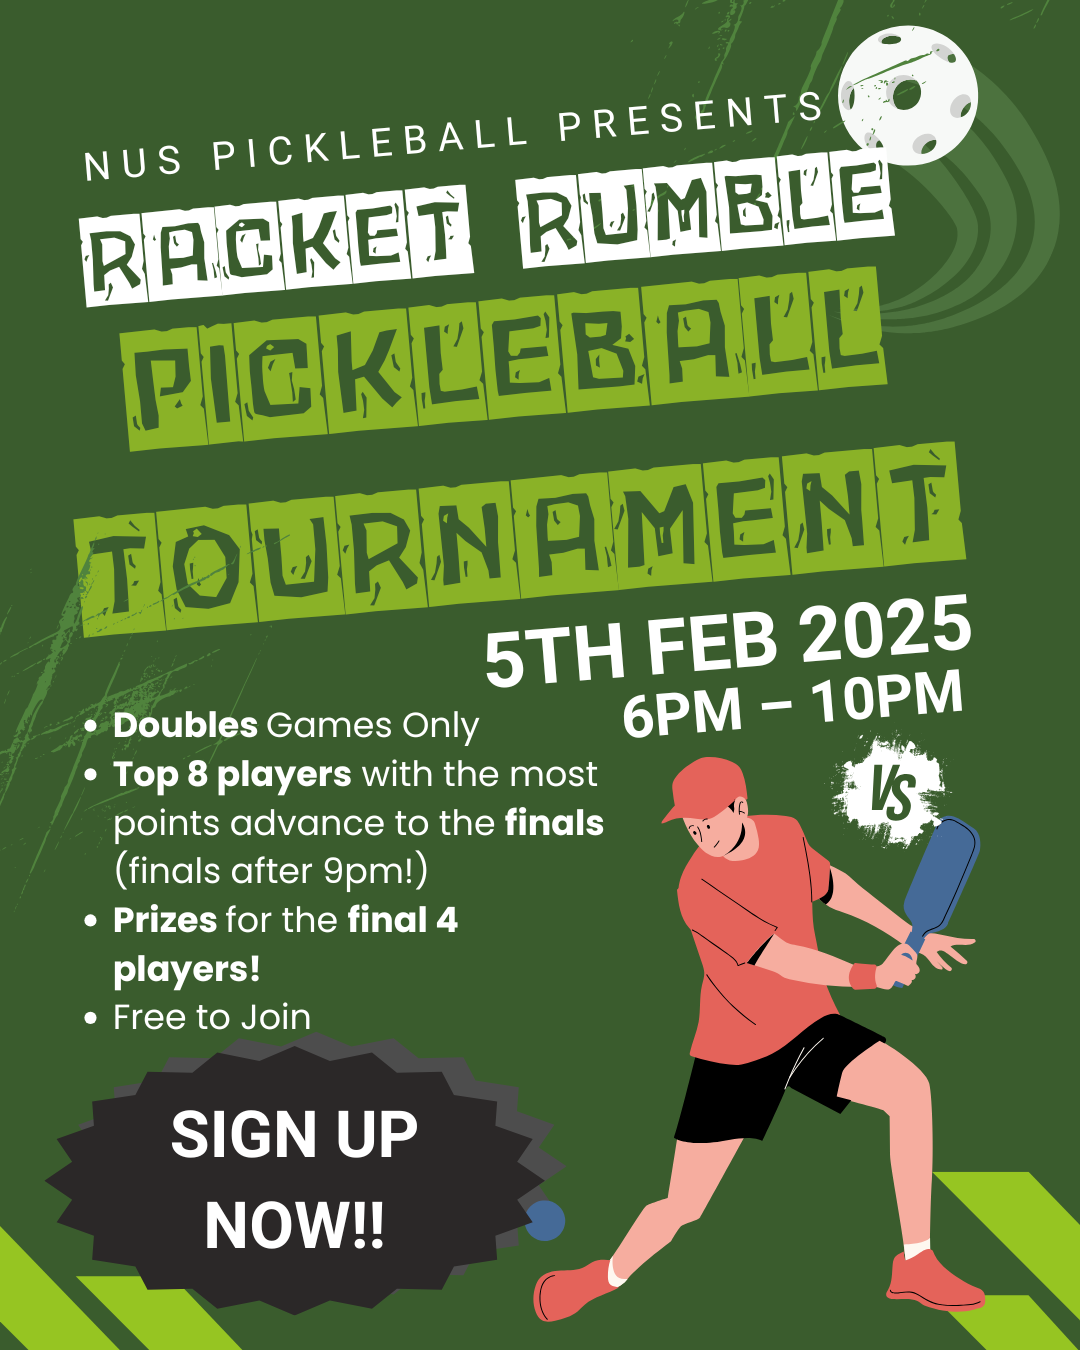 NUS PICKLEBALL PRESENTS
RACKET RUMBLE
PICKLEBALL
TOURNAMENT
5TH FEB 2025
6PM – 10PM
• Doubles Games Only
• Top 8 players with the most
points advance to the finals
(finals after 9pm!)
• Prizes for the final 4
players!
• Free to Join
VS
SIGN UP
NOW!!